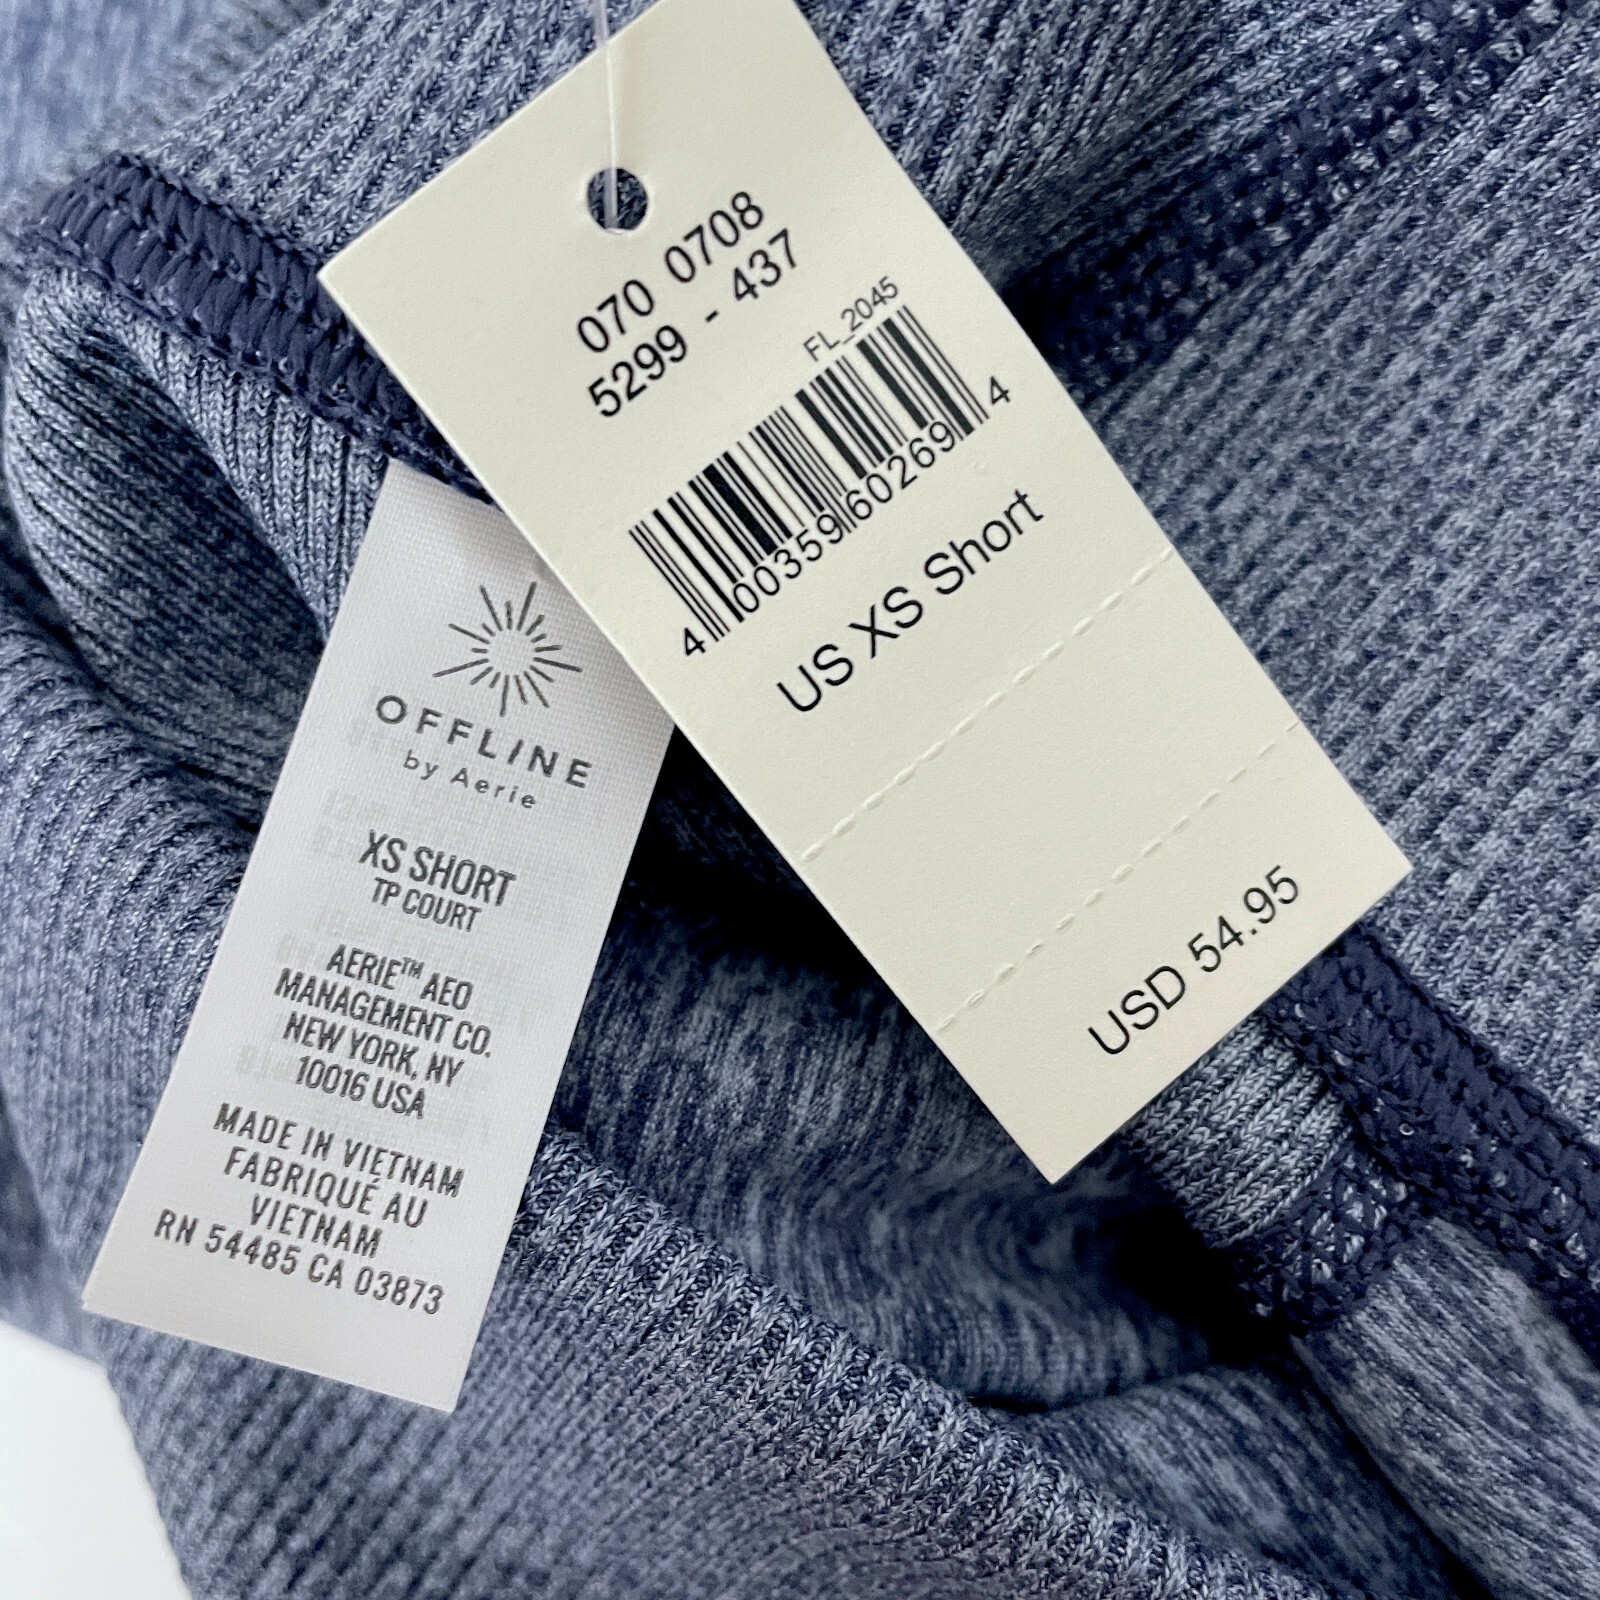 070 0708
5299 - 437
FL_2045
4 00359 60269 4
US XS Short
USD 54.95
OFFLINE
by Aerie
XS SHORT
TP COURT
AERIE™ AEO
MANAGEMENT CO.
NEW YORK, NY
10016 USA
MADE IN VIETNAM
FABRIQUÉ AU
VIETNAM
RN 54485 CA 03873